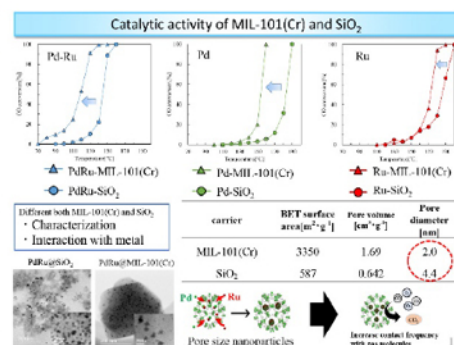 Catalytic activity of MIL-101(Cr) and SiO₂
Pd-Ru
Pd
Ru
PdRu-MIL-101(Cr)
PdRu-SiO₂
Pd-MIL-101(Cr)
Pd-SiO₂
Ru-MIL-101(Cr)
Ru-SiO₂
Different both MIL-101(Cr) and SiO₂
・ Characterization
・ Interaction with metal
carrier BET surface area[m²·g⁻¹] Pore volume [cm³·g⁻¹] Pore diameter [nm]
MIL-101(Cr) 3350 1.69 2.0
SiO₂ 587 0.642 4.4
PdRu@SiO₂
PdRu@MIL-101(Cr)
Pd Ru
Pore size nanoparticles
CO₂
Increase contact frequency
with gas molecules